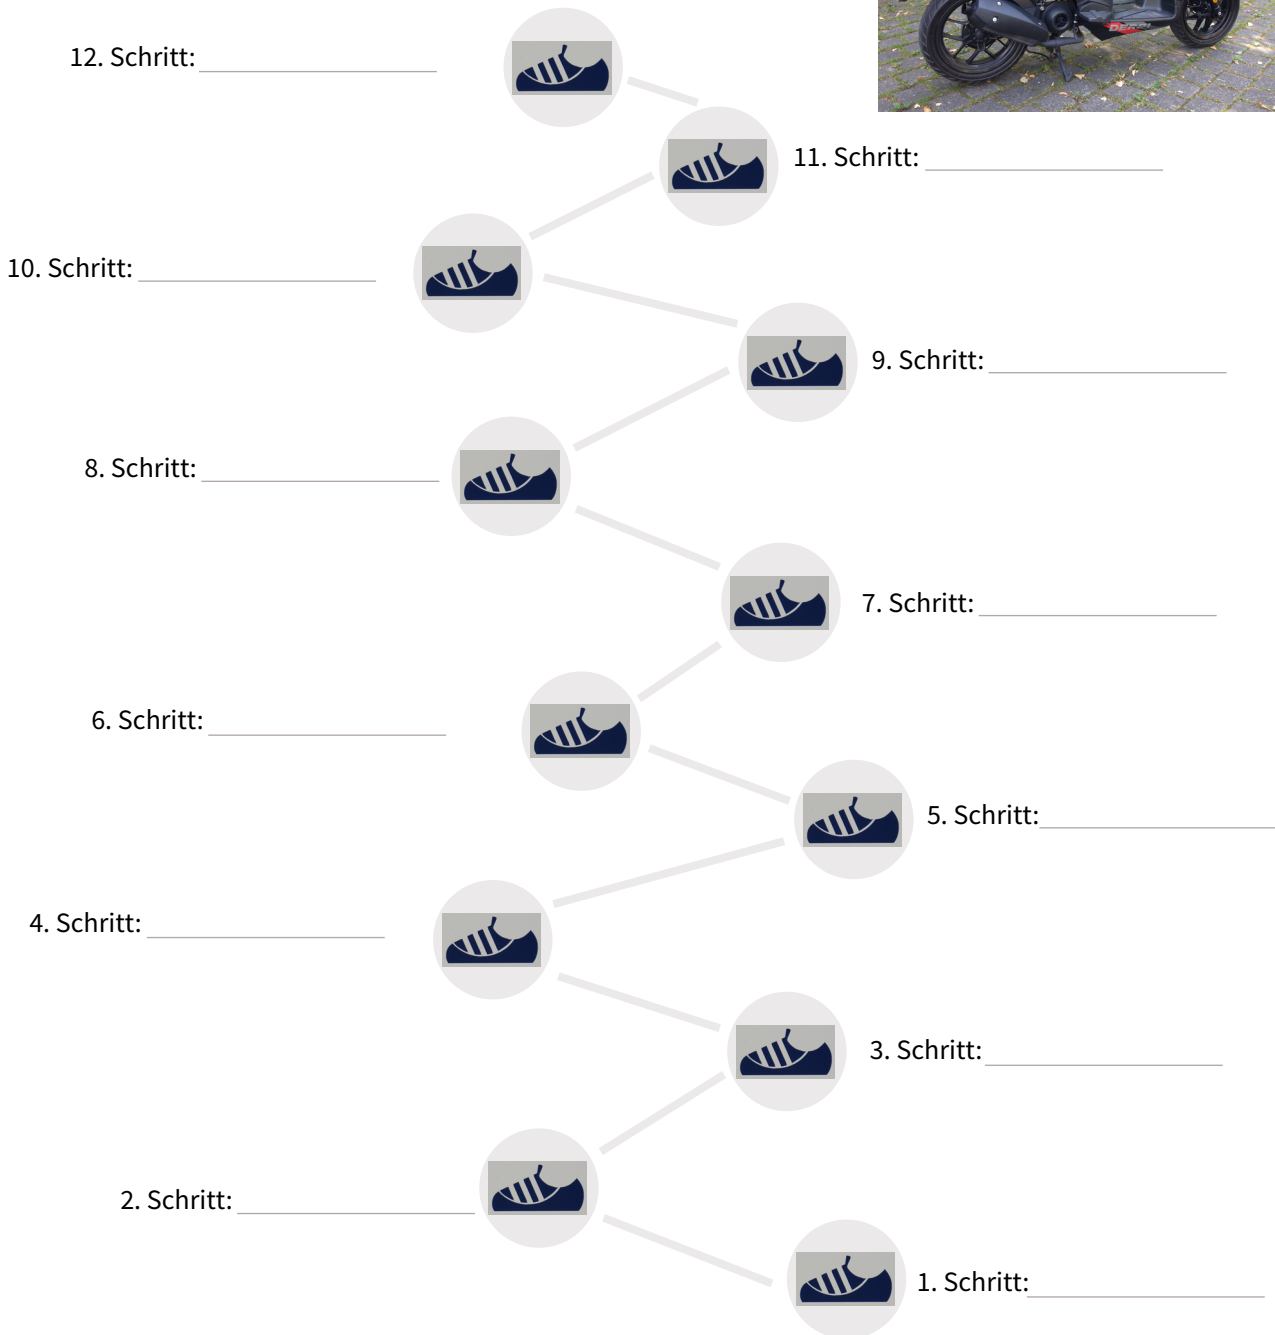 12. Schritt:
11. Schritt:
10. Schritt:
9. Schritt:
8. Schritt:
7. Schritt:
6. Schritt:
5. Schritt:
4. Schritt:
3. Schritt:
2. Schritt:
1. Schritt: